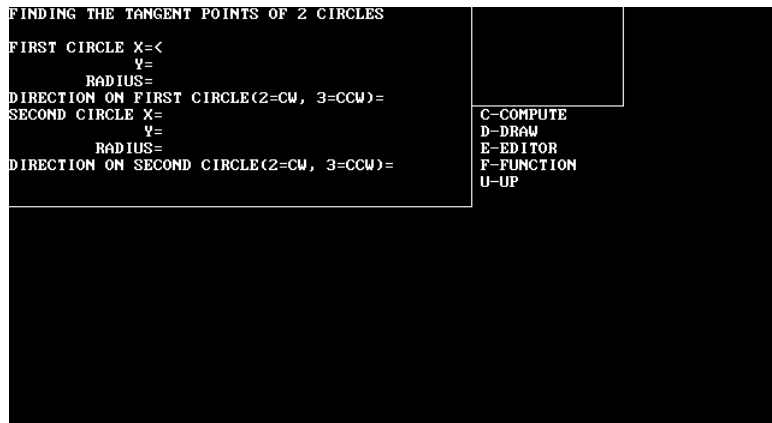 FINDING THE TANGENT POINTS OF 2 CIRCLES
FIRST CIRCLE X=<
Y=
RADIUS=
DIRECTION ON FIRST CIRCLE(2=CW, 3=CCW)=
SECOND CIRCLE X=
Y=
RADIUS=
DIRECTION ON SECOND CIRCLE(2=CW, 3=CCW)=
C-COMPUTE
D-DRAW
E-EDITOR
F-FUNCTION
U-UP